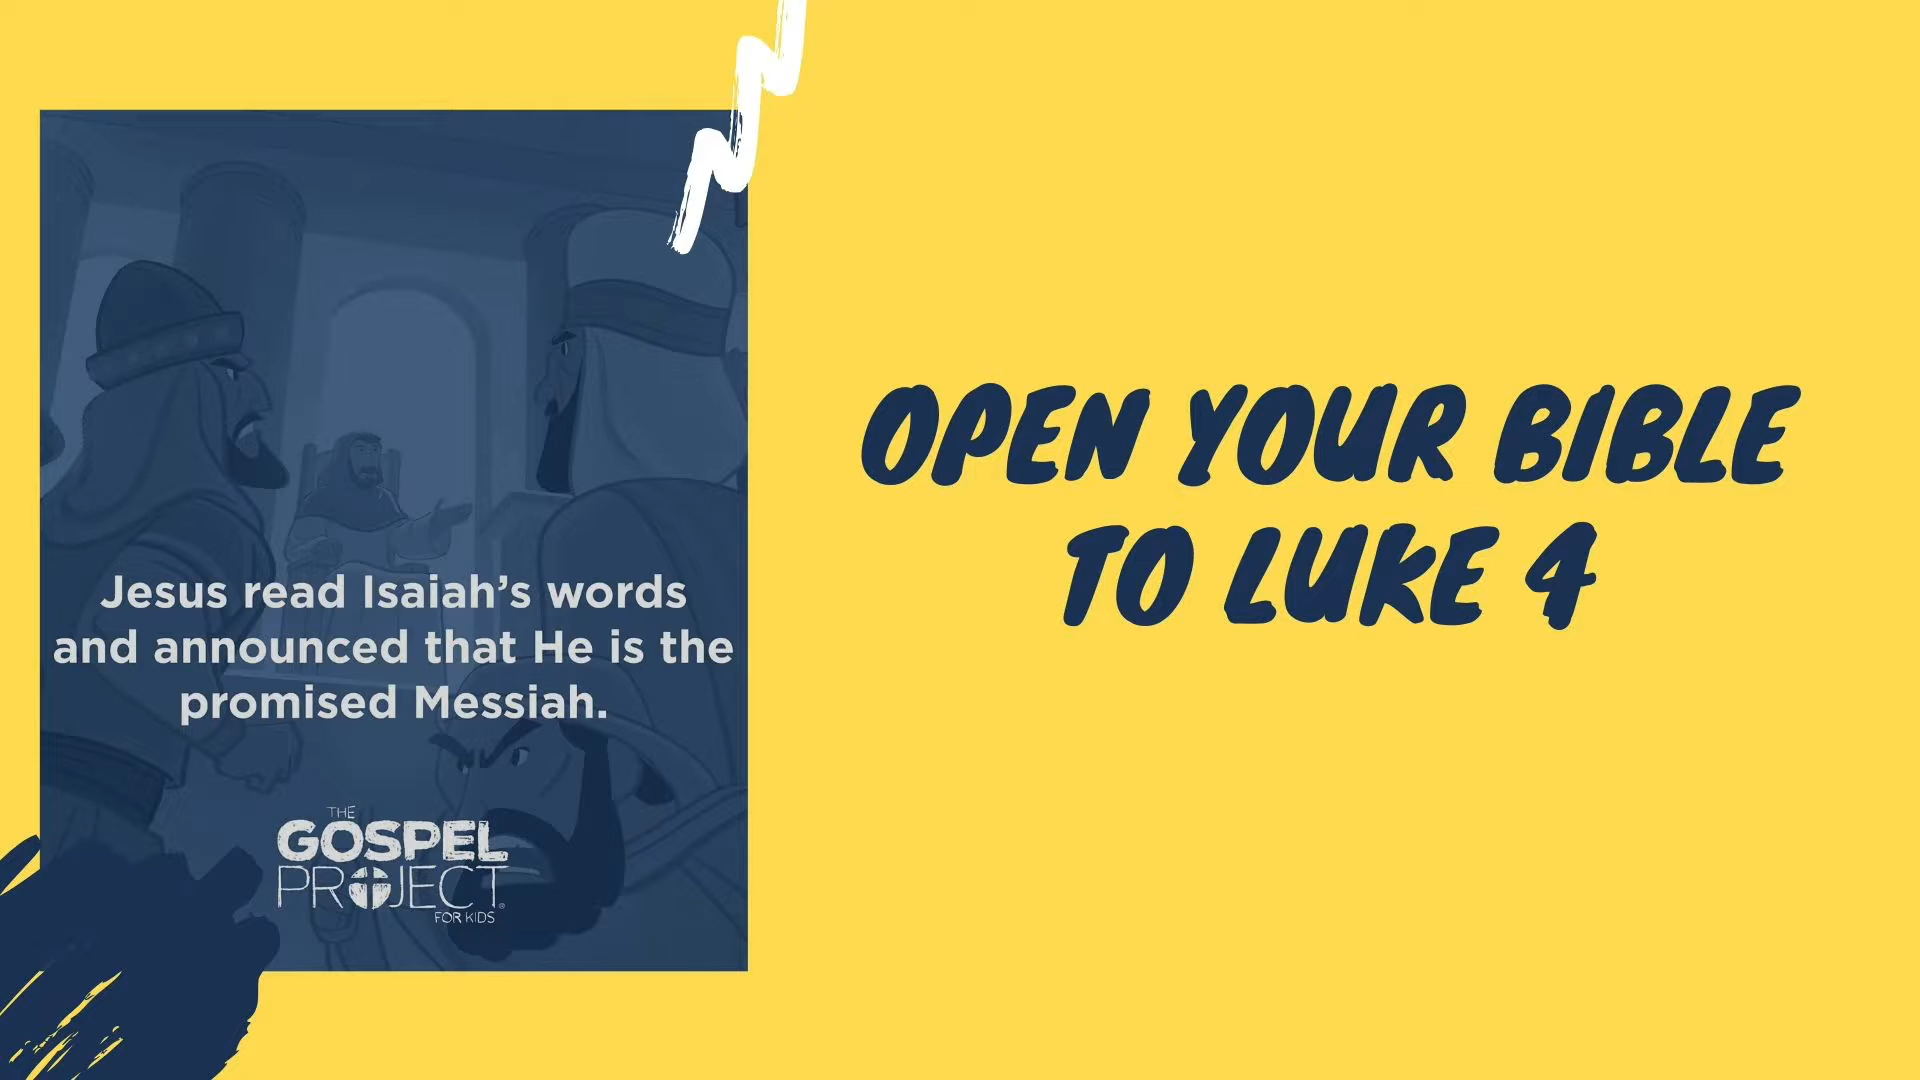 Jesus read Isaiah’s words
and announced that He is the
promised Messiah.
THE
GOSPEL
PROJECT®
FOR KIDS
OPEN YOUR BIBLE
TO LUKE 4